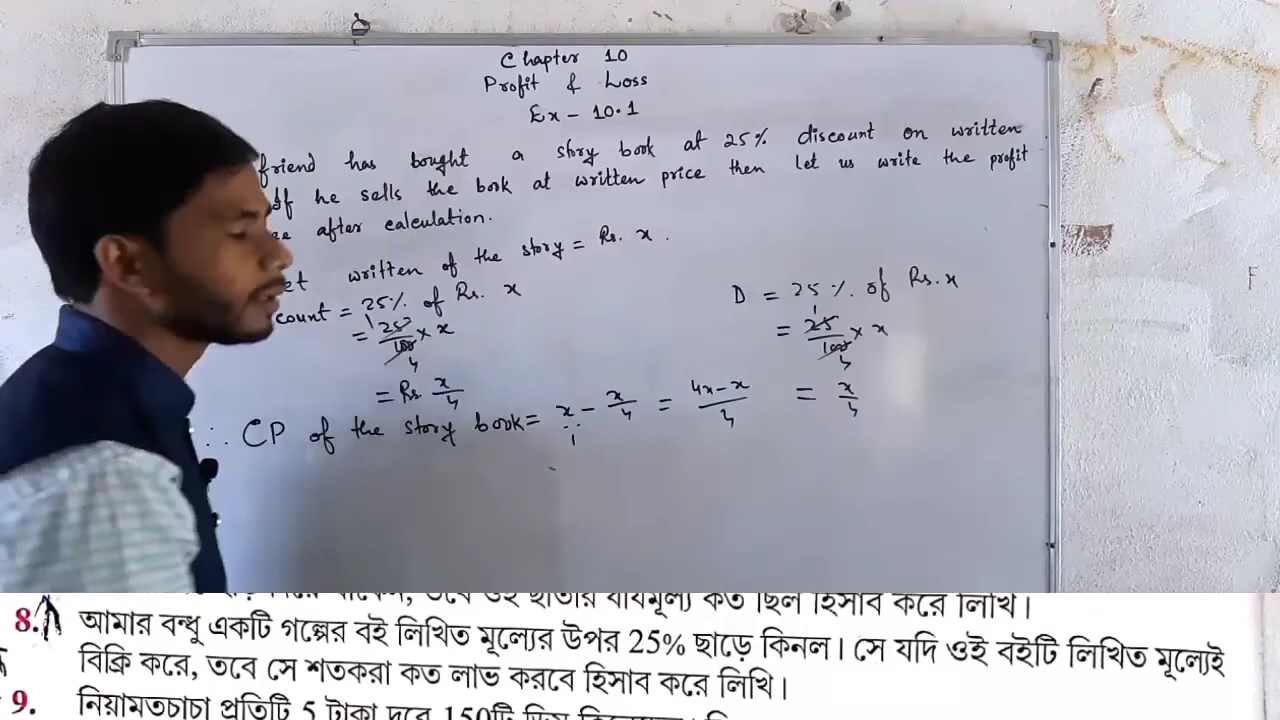 Chapter 10
Profit & Loss
Ex - 10.1
friend has bought a story book at 25% discount on written
If he sells the book at written price then let us write the profit
after calculation.
et written of the story = Rs. x.
count = 25% of Rs. x
D = 25% of Rs. x
= 25/100 × x
= 25/100 × x
= Rs x/4
= x/4
∴ CP of the story book = x - x/4 = 4x-x/4
8. আমার বন্ধু একটি গল্পের বই লিখিত মূল্যের উপর 25% ছাড়ে কিনল। সে যদি ওই বইটি লিখিত মূল্যেই
বিক্রি করে, তবে সে শতকরা কত লাভ করবে হিসাব করে লিখি।
9. নিয়ামতচাচা প্রতিটি 5 টাকা দরে 150টি